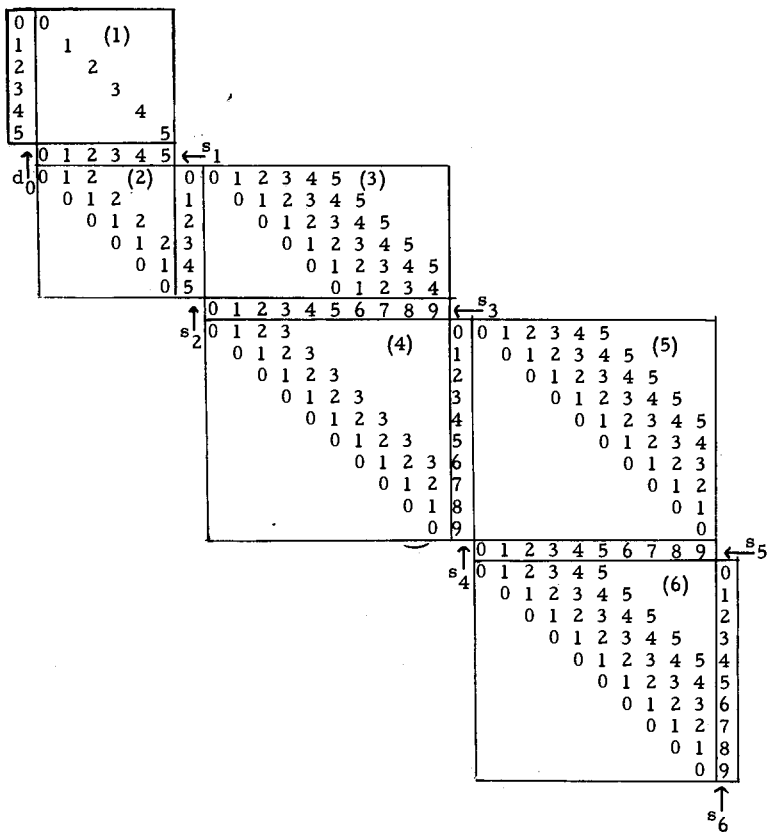 0 0 (1)
1 1
2 2
3 3
4 4
5 5
0 1 2 3 4 5 ← s1
d0 0 1 2 (2) 0 0 1 2 3 4 5 (3)
0 1 2 1 0 1 2 3 4 5
0 1 2 2 0 1 2 3 4 5
0 1 2 3 0 1 2 3 4 5
0 1 4 0 1 2 3 4 5
0 5 0 1 2 3 4
s2 0 1 2 3 4 5 6 7 8 9 ← s3
0 1 2 3 (4) 0 0 1 2 3 4 5 (5)
0 1 2 3 1 0 1 2 3 4 5
0 1 2 3 2 0 1 2 3 4 5
0 1 2 3 3 0 1 2 3 4 5
0 1 2 3 4 0 1 2 3 4 5
0 1 2 3 5 0 1 2 3 4
0 1 2 3 6 0 1 2 3
0 1 2 7 0 1 2
0 1 8 0 1
0 9 0
s4 0 1 2 3 4 5 6 7 8 9 ← s5
0 1 2 3 4 5 (6) 0
0 1 2 3 4 5 1
0 1 2 3 4 5 2
0 1 2 3 4 5 3
0 1 2 3 4 5 4
0 1 2 3 4 5
0 1 2 3 6
0 1 2 7
0 1 8
0 9
s6